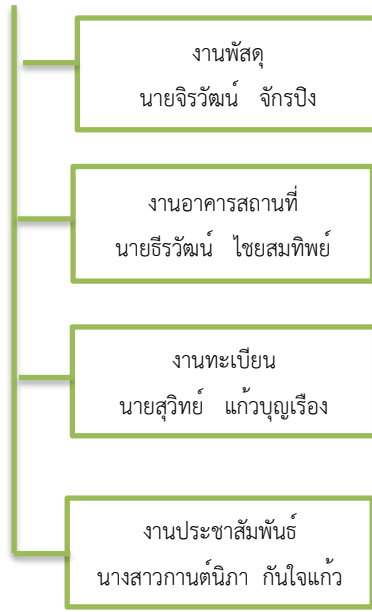 งานพัสดุ
นายจิรวัฒน์ จักรปิง
งานอาคารสถานที่
นายธีรวัฒน์ ไชยสมทิพย์
งานทะเบียน
นายสุวิทย์ แก้วบุญเรือง
งานประชาสัมพันธ์
นางสาวกานต์นิภา กันใจแก้ว